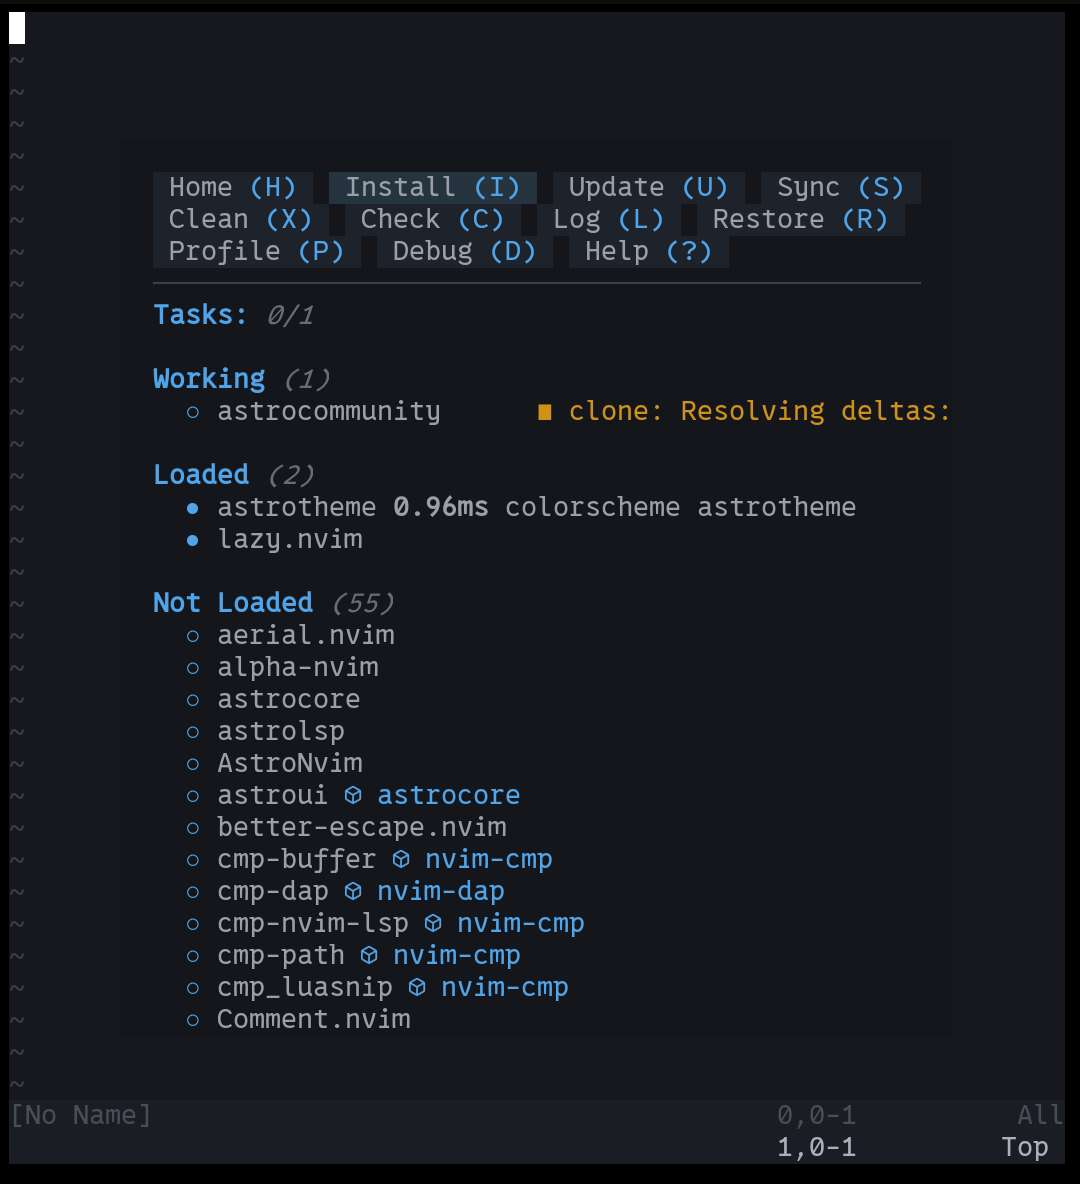 Home (H) Install (I) Update (U) Sync (S)
Clean (X) Check (C) Log (L) Restore (R)
Profile (P) Debug (D) Help (?)
Tasks: 0/1
Working (1)
○ astrocommunity ■ clone: Resolving deltas:
Loaded (2)
● astrotheme 0.96ms colorscheme astrotheme
● lazy.nvim
Not Loaded (55)
○ aerial.nvim
○ alpha-nvim
○ astrocore
○ astrolsp
○ AstroNvim
○ astroui astrocore
○ better-escape.nvim
○ cmp-buffer nvim-cmp
○ cmp-dap nvim-dap
○ cmp-nvim-lsp nvim-cmp
○ cmp-path nvim-cmp
○ cmp_luasnip nvim-cmp
○ Comment.nvim
[No Name] 0,0-1 All
1,0-1 Top